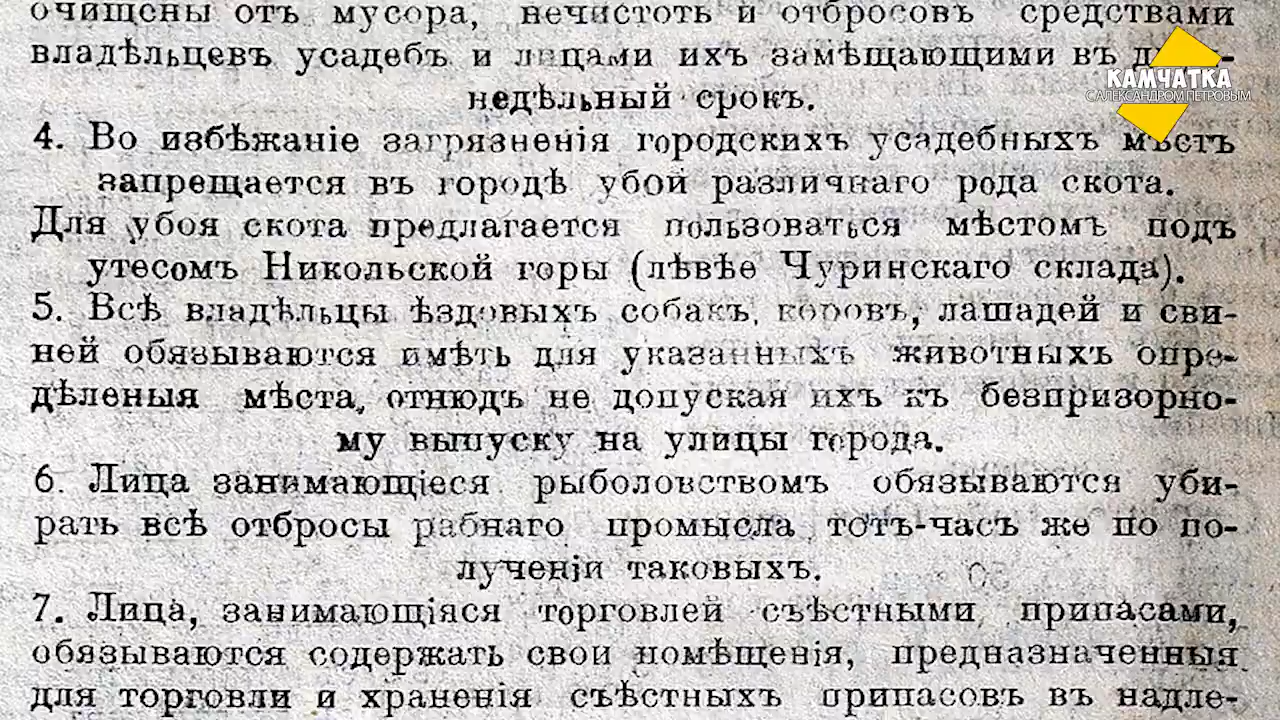 очищены отъ мусора, нечистотъ и отбросовъ средствами
владѣльцевъ усадебъ и лицами ихъ замѣщающими въ
недѣльный срокъ.
КАМЧАТКА
С АЛЕКСАНДРОМ ПЕТРОВЫМ
4. Во избѣжаніе загрязненія городскихъ усадебныхъ мѣстъ
запрещается въ городѣ убой различнаго рода скота.
Для убоя скота предлагается пользоваться мѣстомъ подъ
утесомъ Никольской горы (лѣвѣе Чуринскаго склада).
5. Всѣ владѣльцы ѣздовыхъ собакъ, коровъ, лашадей и сви-
ней обязываются имѣть для указанныхъ животныхъ опре-
дѣленыя мѣста, отнюдъ не допуская ихъ къ безпризорно-
му выпуску на улицы города.
6. Лица занимающіеся рыболовствомъ обязываются уби-
рать всѣ отбросы рабнаго промысла тотъ-часъ же по по-
лученіи таковыхъ.
7. Лица, занимающіяся торговлей съѣстными припасами,
обязываются содержать свои помѣщенія, предназначенныя
для торговли и храненія съѣстныхъ припасовъ въ надле-